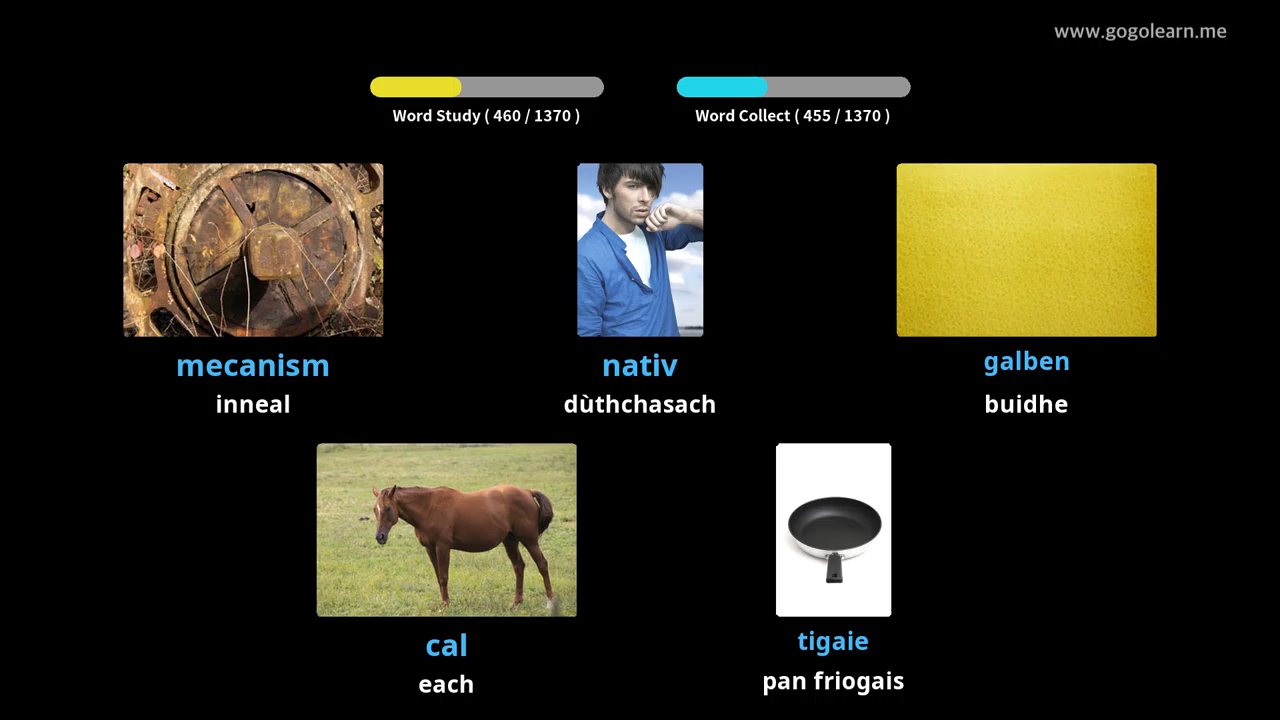 www.gogolearn.me
Word Study ( 460 / 1370 )
Word Collect ( 455 / 1370 )
mecanism
inneal
nativ
dùthchasach
galben
buidhe
cal
each
tigaie
pan friogais